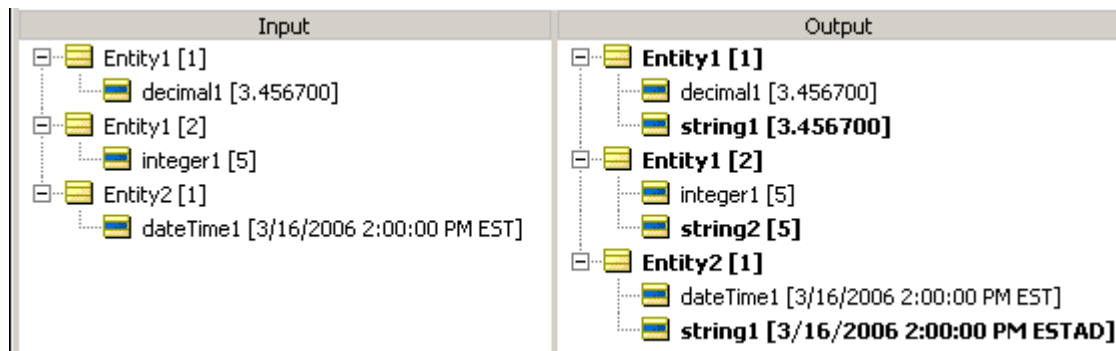 Input
Entity1 [1]
decimal1 [3.456700]
Entity1 [2]
integer1 [5]
Entity2 [1]
dateTime1 [3/16/2006 2:00:00 PM EST]
Output
Entity1 [1]
decimal1 [3.456700]
string1 [3.456700]
Entity1 [2]
integer1 [5]
string2 [5]
Entity2 [1]
dateTime1 [3/16/2006 2:00:00 PM EST]
string1 [3/16/2006 2:00:00 PM ESTAD]